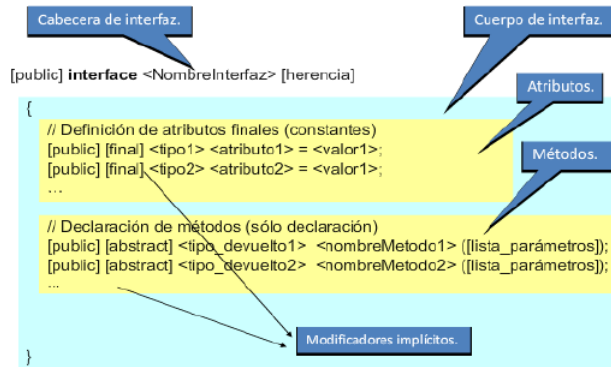 Cabecera de interfaz.
Cuerpo de interfaz.
[public] interface <NombreInterfaz> [herencia]
Atributos.
{
// Definición de atributos finales (constantes)
[public] [final] <tipo1> <atributo1> = <valor1>;
[public] [final] <tipo2> <atributo2> = <valor1>;
...
Métodos.
// Declaración de métodos (sólo declaración)
[public] [abstract] <tipo_devuelto1> <nombreMetodo1> ([lista_parámetros]);
[public] [abstract] <tipo_devuelto2> <nombreMetodo2> ([lista_parámetros]);
...
Modificadores implícitos.
}